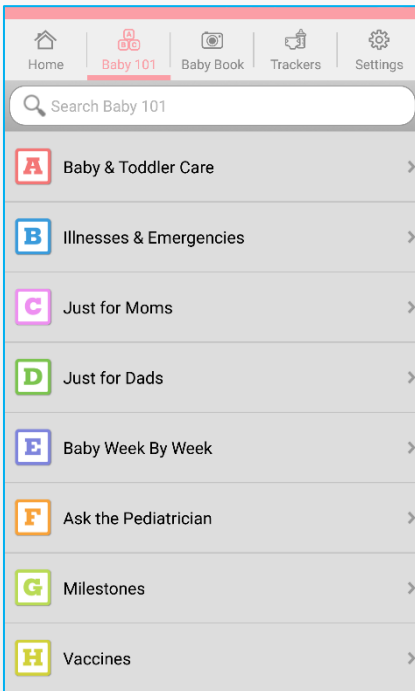 A
B C
Home Baby 101 Baby Book Trackers Settings
Search Baby 101
A Baby & Toddler Care
B Illnesses & Emergencies
C Just for Moms
D Just for Dads
E Baby Week By Week
F Ask the Pediatrician
G Milestones
H Vaccines